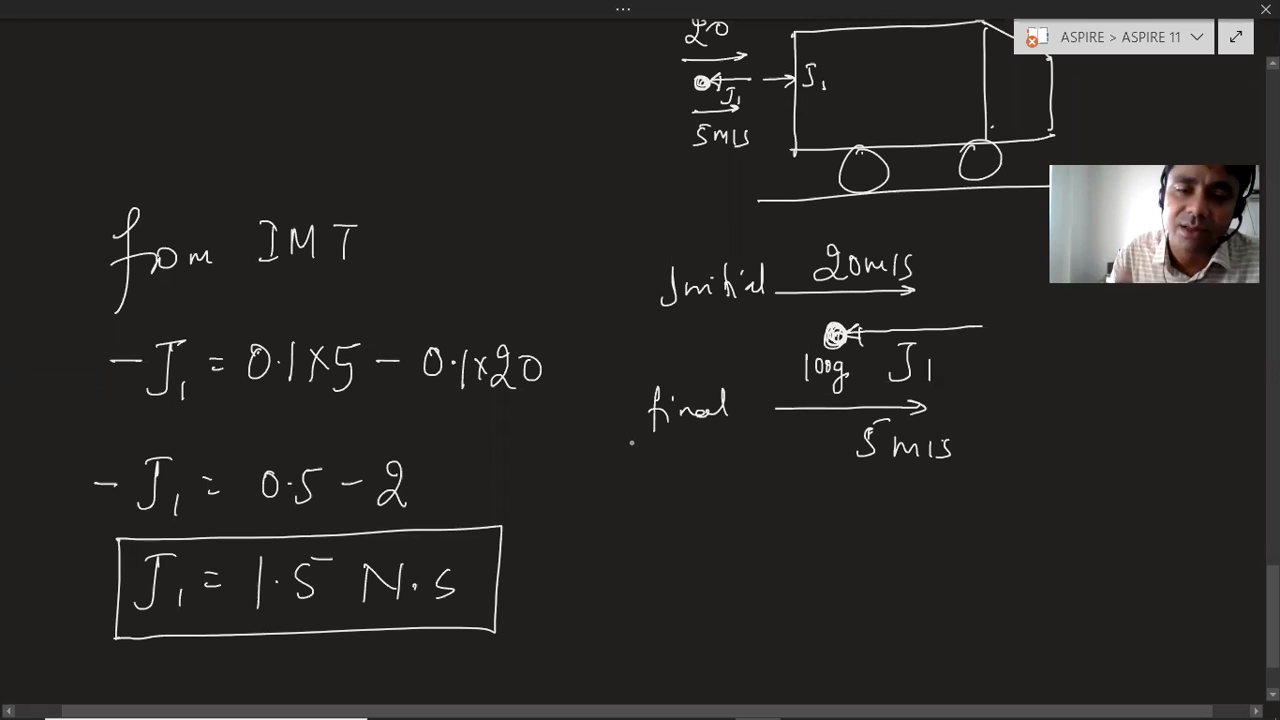 ASPIRE > ASPIRE 11
20
J1
J1
5m/s
from IMT
-J1 = 0.1×5 - 0.1×20
-J1 = 0.5 - 2
J1 = 1.5 N.s
Initial 20m/s
100g J1
final
5m/s